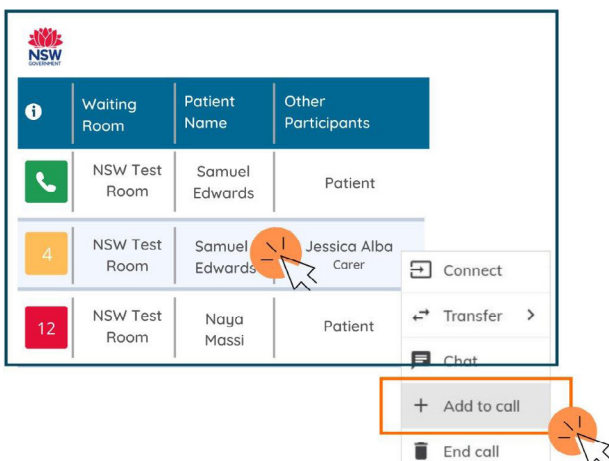 NSW
GOVERNMENT
i
Waiting
Room
Patient
Name
Other
Participants
NSW Test
Room
Samuel
Edwards
Patient
4
NSW Test
Room
Samuel
Edwards
Jessica Alba
Carer
12
NSW Test
Room
Naya
Massi
Patient
Connect
Transfer >
Chat
+ Add to call
End call